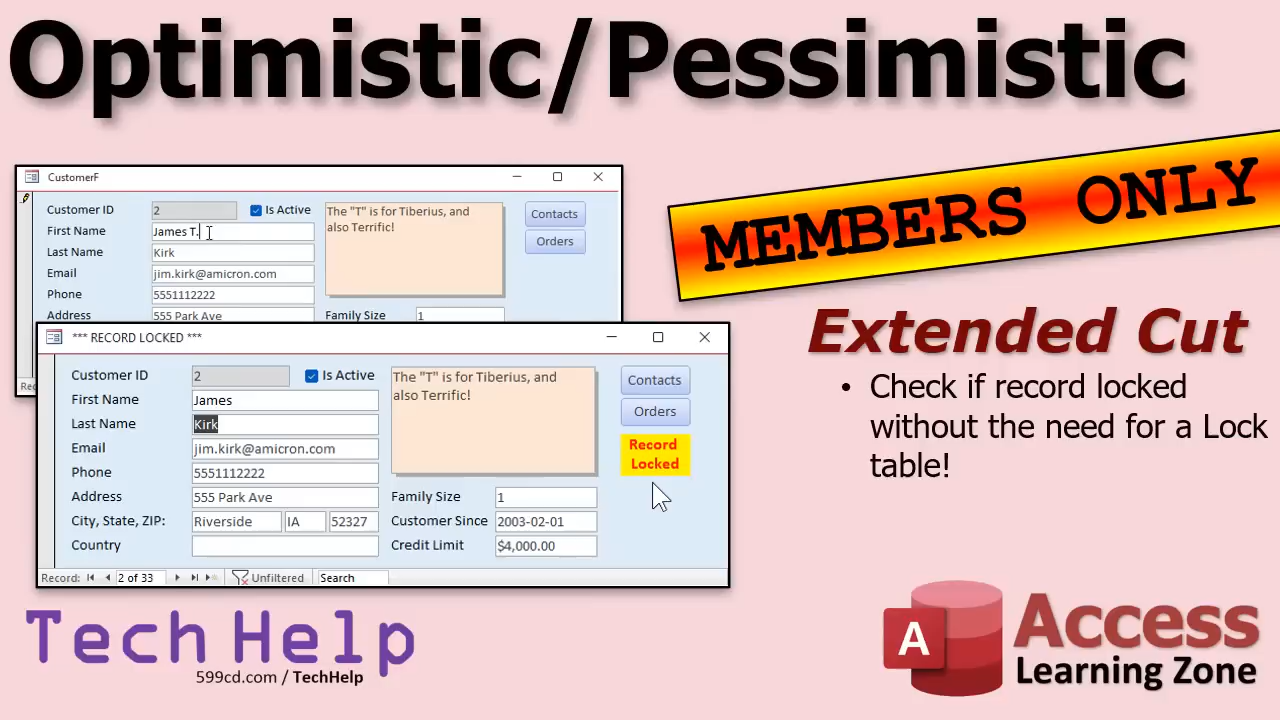 Optimistic/Pessimistic
MEMBERS ONLY
CustomerF
Customer ID 2 Is Active
First Name James T.
Last Name Kirk
Email jim.kirk@amicron.com
Phone 5551112222
Address 555 Park Ave Family Size 1
The "T" is for Tiberius, and
also Terrific!
Contacts
Orders
Rec
*** RECORD LOCKED ***
Customer ID 2 Is Active
First Name James
Last Name Kirk
Email jim.kirk@amicron.com
Phone 5551112222
Address 555 Park Ave Family Size 1
City, State, ZIP: Riverside IA 52327 Customer Since 2003-02-01
Country Credit Limit $4,000.00
The "T" is for Tiberius, and
also Terrific!
Contacts
Orders
Record
Locked
Record: 2 of 33 Unfiltered Search
Extended Cut
• Check if record locked
without the need for a Lock
table!
TechHelp
599cd.com / TechHelp
A
Access
Learning Zone